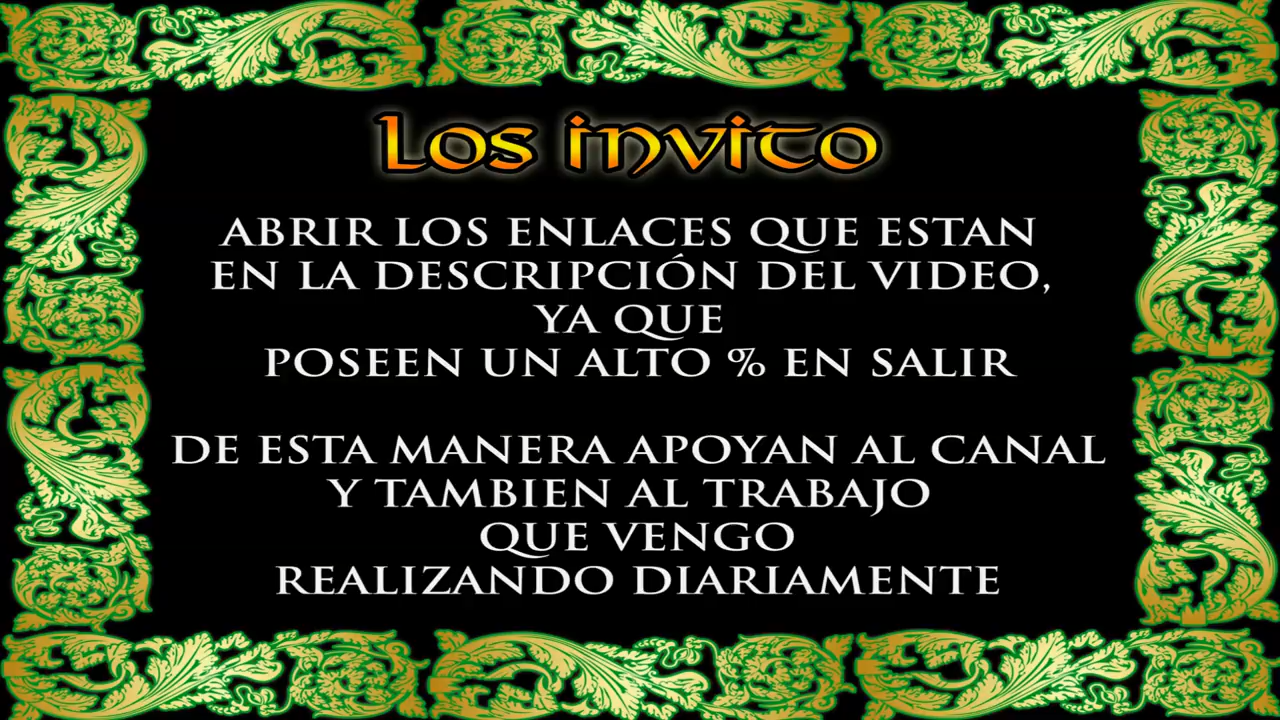 Los invito
ABRIR LOS ENLACES QUE ESTAN
EN LA DESCRIPCIÓN DEL VIDEO,
YA QUE
POSEEN UN ALTO % EN SALIR
DE ESTA MANERA APOYAN AL CANAL
Y TAMBIEN AL TRABAJO
QUE VENGO
REALIZANDO DIARIAMENTE